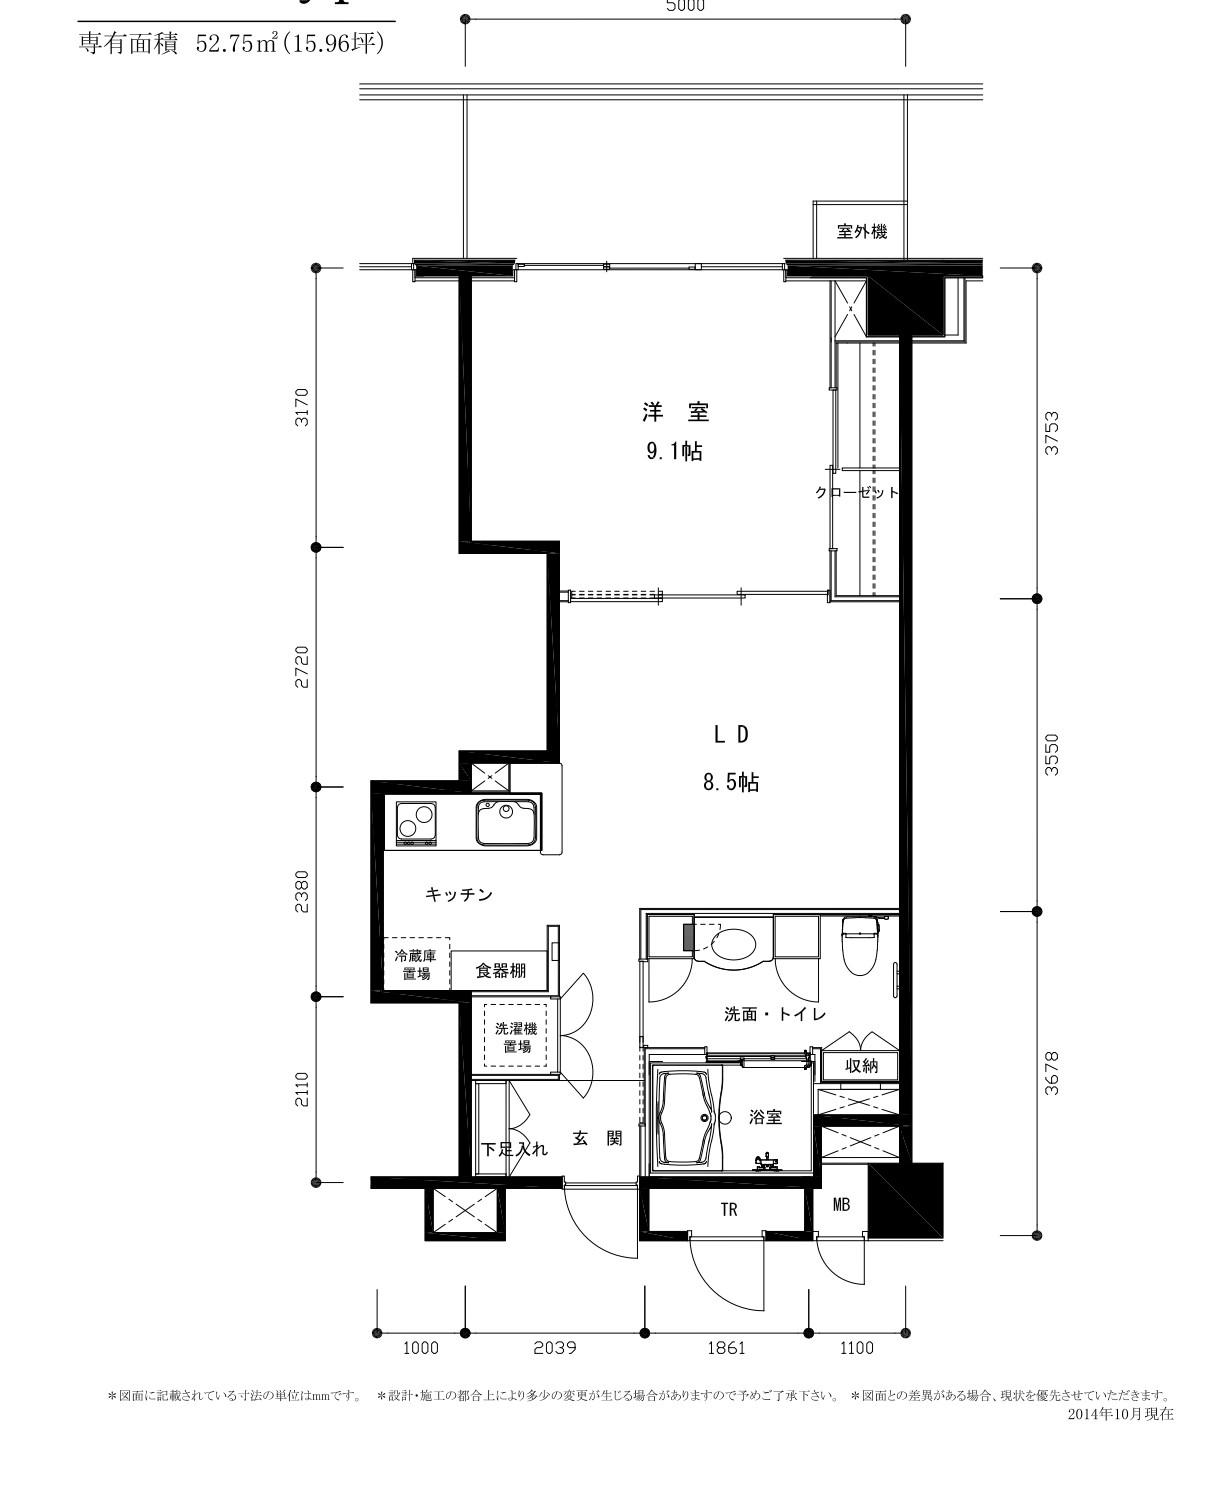 5000
専有面積 52.75㎡(15.96坪)
室外機
3170
洋 室
9.1帖
3753
クローゼット
2720
LD
8.5帖
3550
2380
キッチン
冷蔵庫
置場
食器棚
洗面・トイレ
洗濯機
置場
収納
3678
2110
浴室
玄 関
下足入れ
TR
MB
1000
2039
1861
1100
＊図面に記載されている寸法の単位はmmです。 ＊設計・施工の都合上により多少の変更が生じる場合がありますので予めご了承下さい。 ＊図面との差異がある場合、現状を優先させていただきます。
2014年10月現在